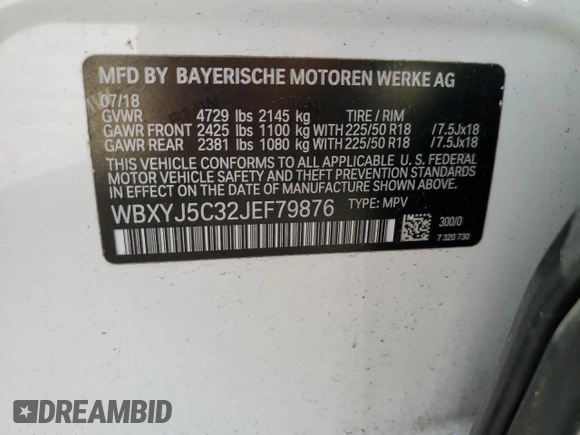 MFD BY BAYERISCHE MOTOREN WERKE AG
07/18
GVWR 4729 lbs 2145 kg TIRE / RIM
GAWR FRONT 2425 lbs 1100 kg WITH 225/50 R18 /7.5Jx18
GAWR REAR 2381 lbs 1080 kg WITH 225/50 R18 /7.5Jx18
THIS VEHICLE CONFORMS TO ALL APPLICABLE U.S. FEDERAL
MOTOR VEHICLE SAFETY, BUMPER, AND THEFT PREVENTION
STANDARDS IN EFFECT ON THE DATE OF MANUFACTURE SHOWN ABOVE.
WBXYJ5C32JEF79876 TYPE: MPV
300/0
7 320 730
DREAMBID